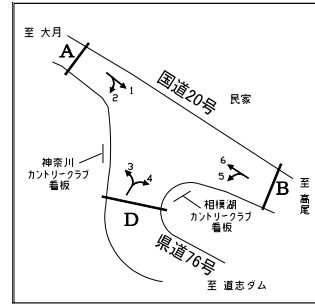 至 大月
A
国道20号
民家
1
2
神奈川
カントリークラブ
看板
3
4
6
5
B
至
高尾
相模湖
カントリークラブ
看板
D
県道76号
至 道志ダム